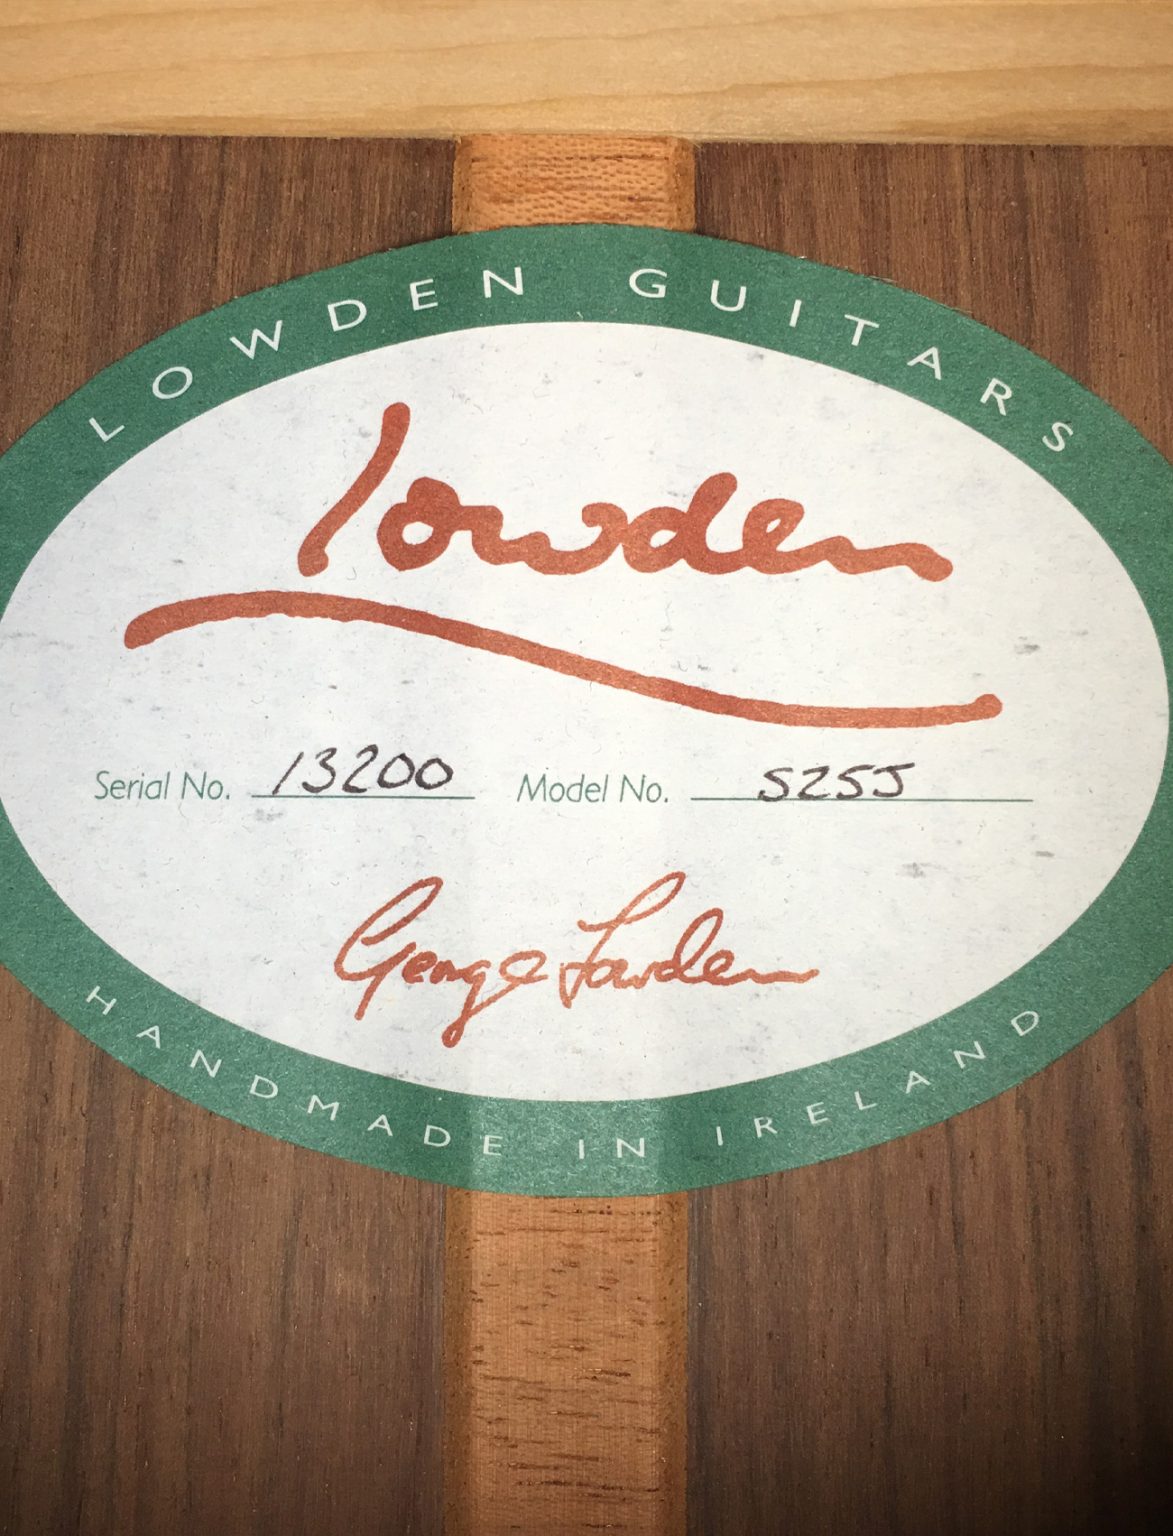 LOWDEN GUITARS
lowden
Serial No. 13200 Model No. S25J
George Lowden
HANDMADE IN IRELAND